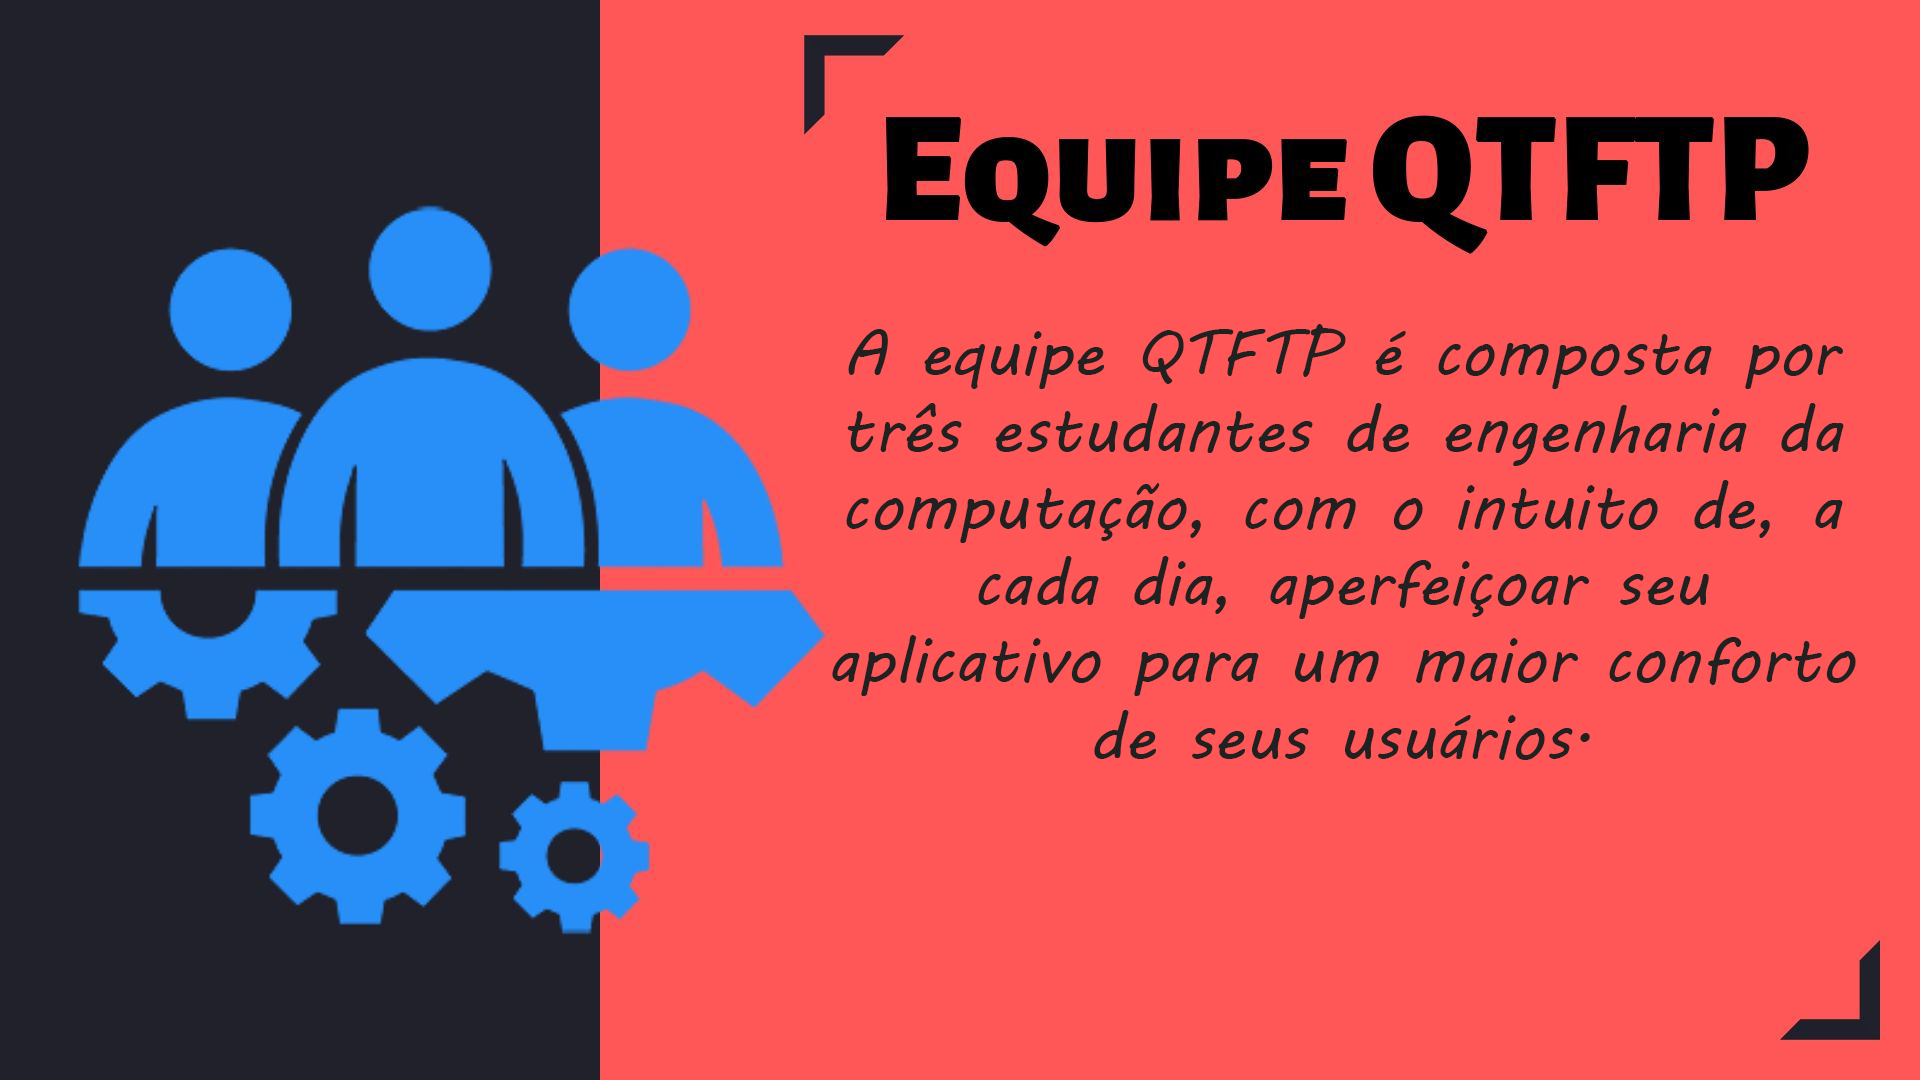 Equipe QTFTP
A equipe QTFTP é composta por
três estudantes de engenharia da
computação, com o intuito de, a
cada dia, aperfeiçoar seu
aplicativo para um maior conforto
de seus usuários.